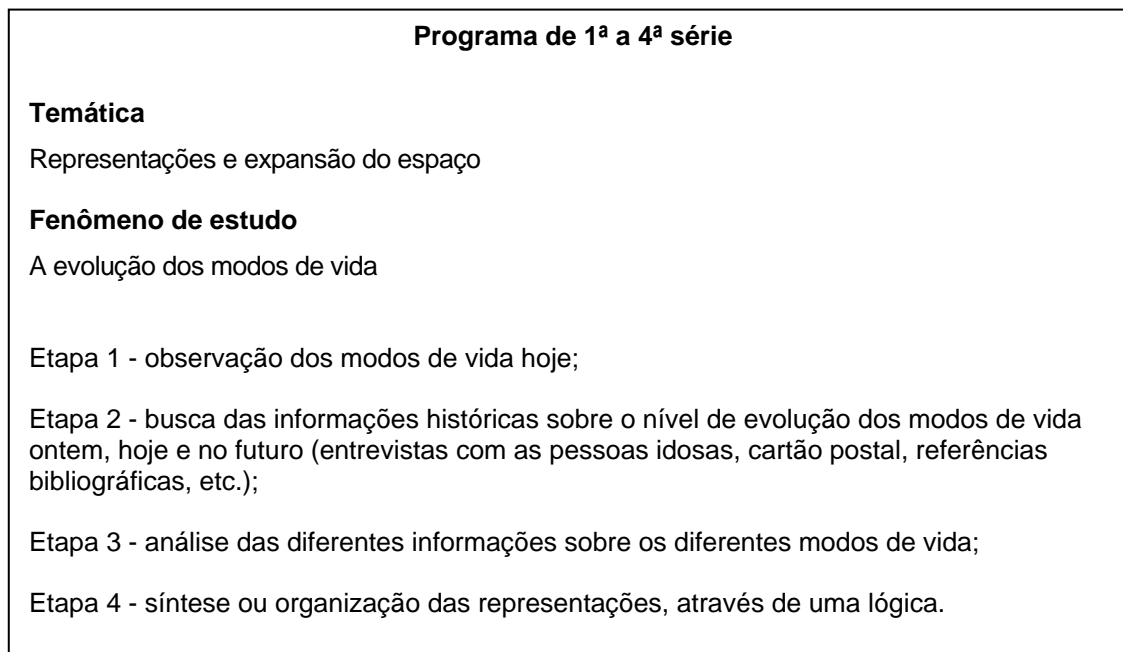 Programa de 1ª a 4ª série
Temática
Representações e expansão do espaço
Fenômeno de estudo
A evolução dos modos de vida
Etapa 1 - observação dos modos de vida hoje;
Etapa 2 - busca das informações históricas sobre o nível de evolução dos modos de vida
ontem, hoje e no futuro (entrevistas com as pessoas idosas, cartão postal, referências
bibliográficas, etc.);
Etapa 3 - análise das diferentes informações sobre os diferentes modos de vida;
Etapa 4 - síntese ou organização das representações, através de uma lógica.